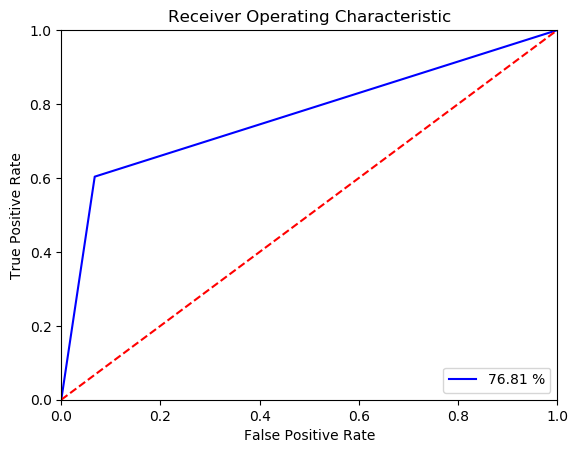 Receiver Operating Characteristic
1.0
0.8
0.6
0.4
0.2
0.0
True Positive Rate
76.81 %
0.0 0.2 0.4 0.6 0.8 1.0
False Positive Rate